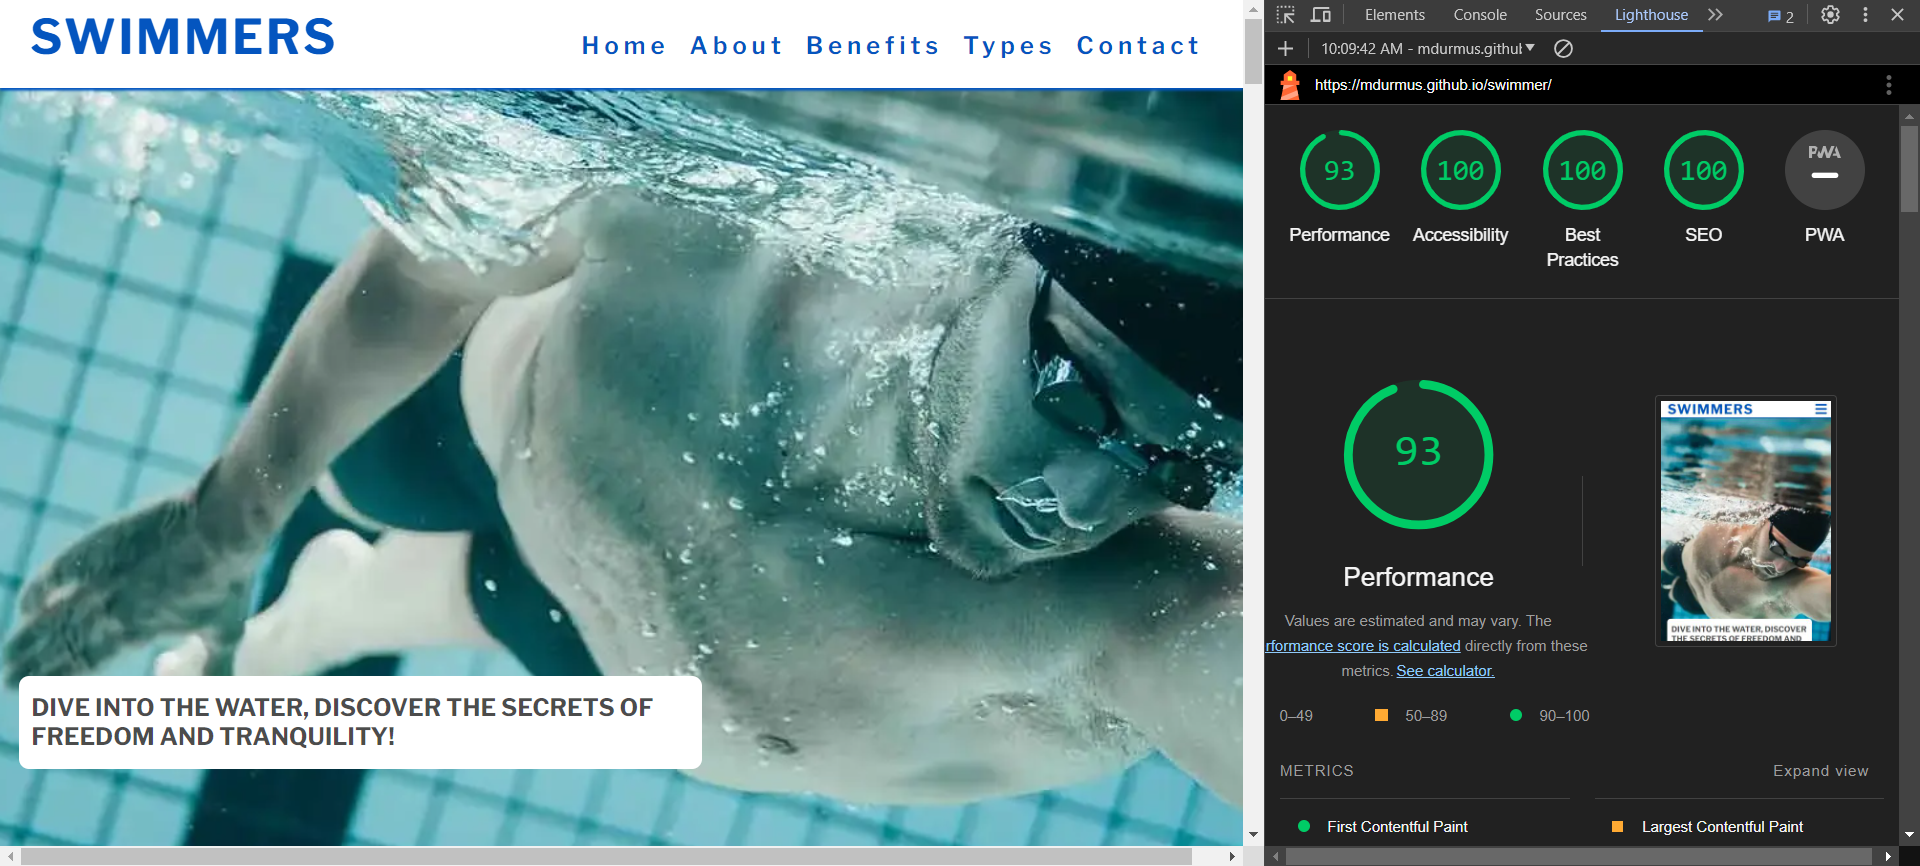 SWIMMERS
Home About Benefits Types Contact
DIVE INTO THE WATER, DISCOVER THE SECRETS OF
FREEDOM AND TRANQUILITY!
Elements Console Sources Lighthouse 2
10:09:42 AM - mdurmus.githul
https://mdurmus.github.io/swimmer/
93 100 100 100 PWA
Performance Accessibility Best Practices SEO PWA
93
SWIMMERS
DIVE INTO THE WATER, DISCOVER
THE SECRETS OF FREEDOM AND
Performance
Values are estimated and may vary. The
rformance score is calculated directly from these
metrics. See calculator.
0–49 50–89 90–100
METRICS Expand view
First Contentful Paint Largest Contentful Paint